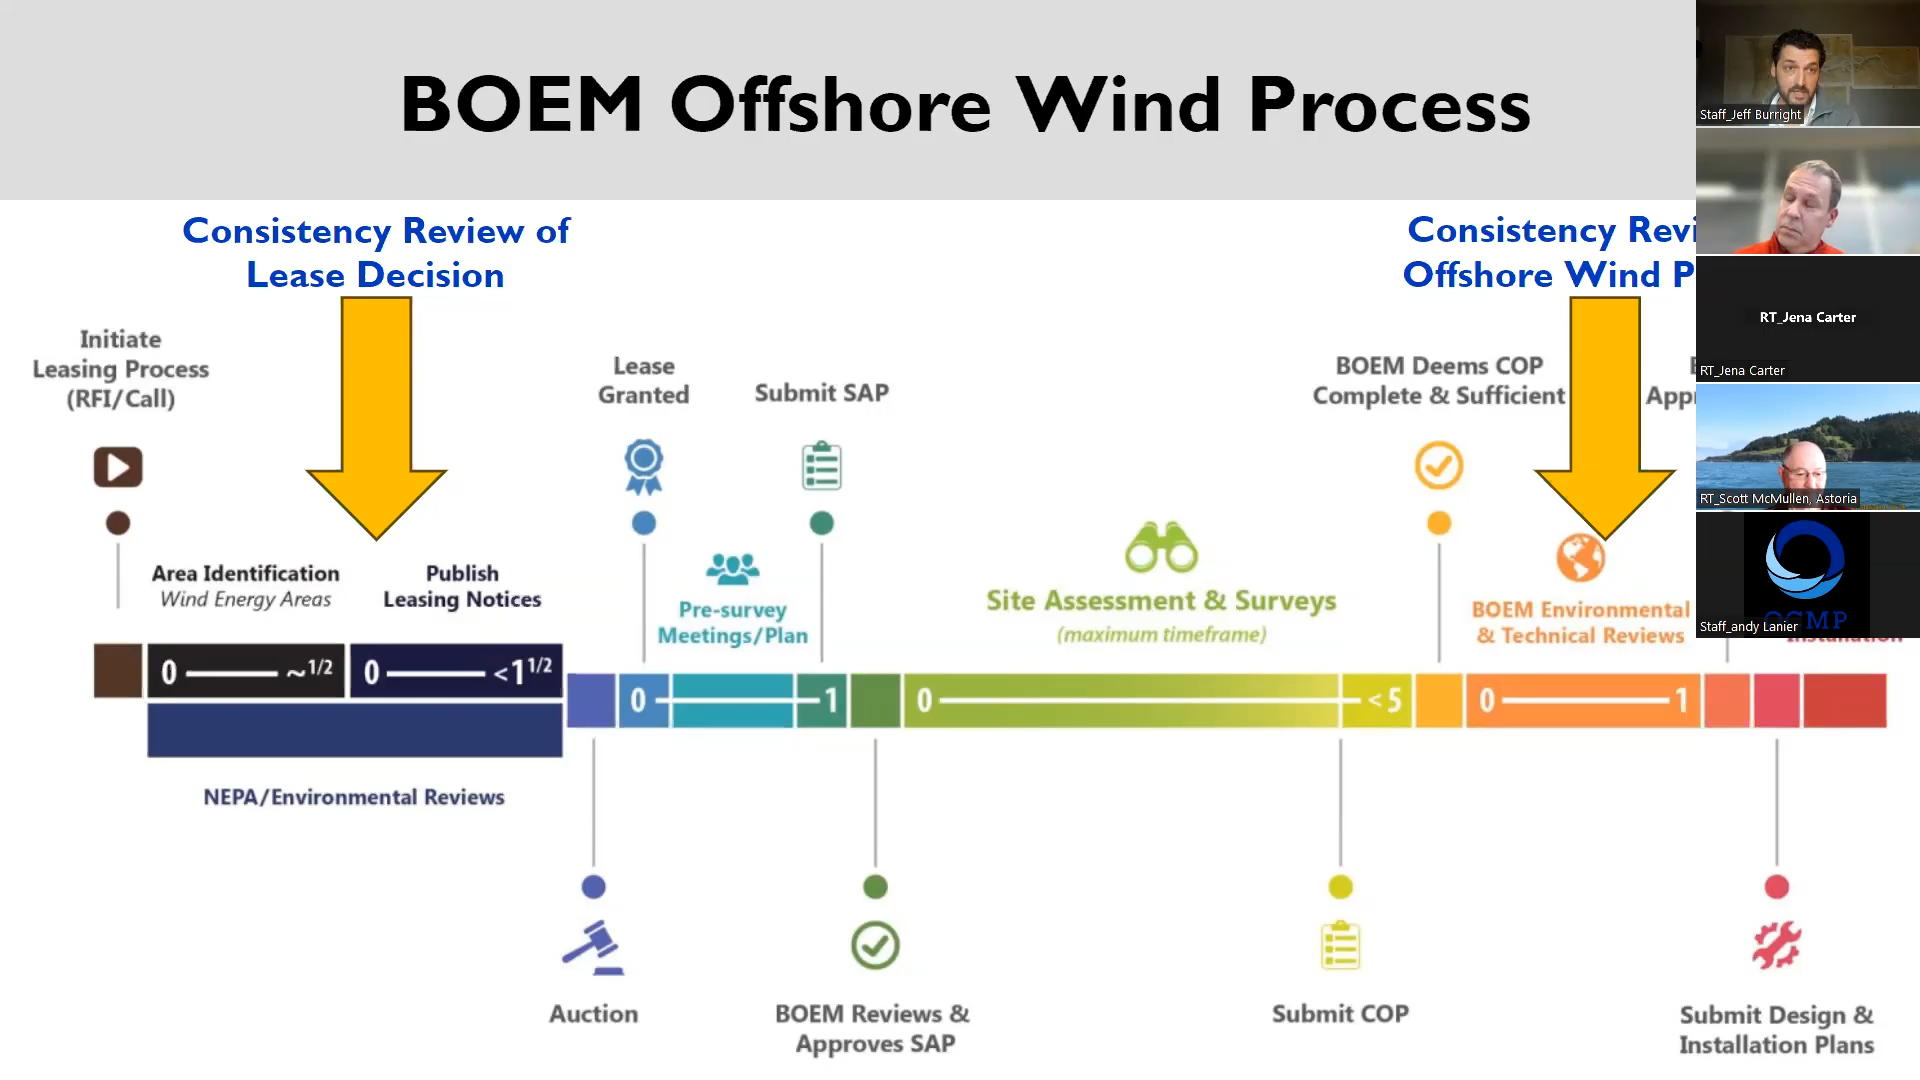 BOEM Offshore Wind Process
Consistency Review of
Lease Decision
Consistency
Offshore Wind
Initiate
Leasing Process
(RFI/Call)
Lease
Granted
Submit SAP
BOEM Deems COP
Complete & Sufficient
Area Identification
Wind Energy Areas
Publish
Leasing Notices
Pre-survey
Meetings/Plan
Site Assessment & Surveys
(maximum timeframe)
BOEM Environmental
& Technical Reviews
0 ~1/2
0 <1 1/2
0 1
0 <5
0 1
NEPA/Environmental Reviews
Auction
BOEM Reviews &
Approves SAP
Submit COP
Submit Design &
Installation Plans
Staff_Jeff Burright
RT_Jena Carter
RT_Jena Carter
RT_Scott McMullen, Astoria
Staff_andy Lanier